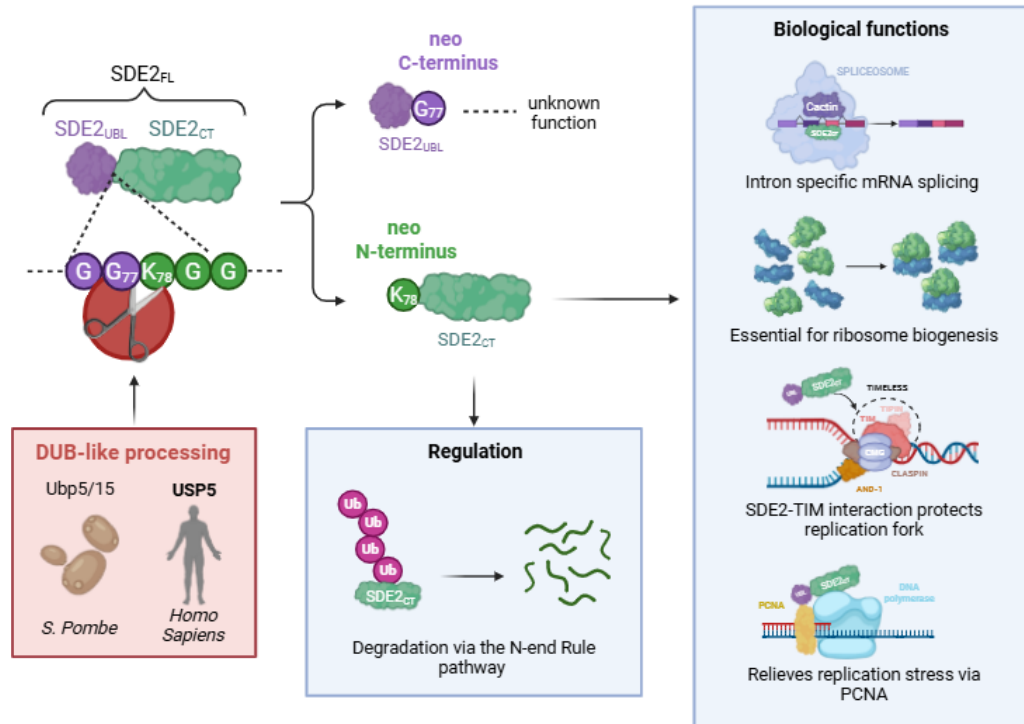 SDE2FL
SDE2UBL SDE2CT
G G77 K78 G G
DUB-like processing
Ubp5/15 USP5
S. Pombe
Homo
Sapiens
neo
C-terminus
G77
SDE2UBL
unknown
function
neo
N-terminus
K78
SDE2CT
Regulation
Ub
Ub
Ub
Ub
SDE2CT
Degradation via the N-end Rule
pathway
Biological functions
SPLICEOSOME
Cactin
SDE2CT
Intron specific mRNA splicing
Essential for ribosome biogenesis
UBL SDE2CT
TIMELESS
TIPIN
TIM
CMG
CLASPIN
AND-1
SDE2-TIM interaction protects
replication fork
UBL SDE2CT
PCNA
DNA
polymerase
Relieves replication stress via
PCNA